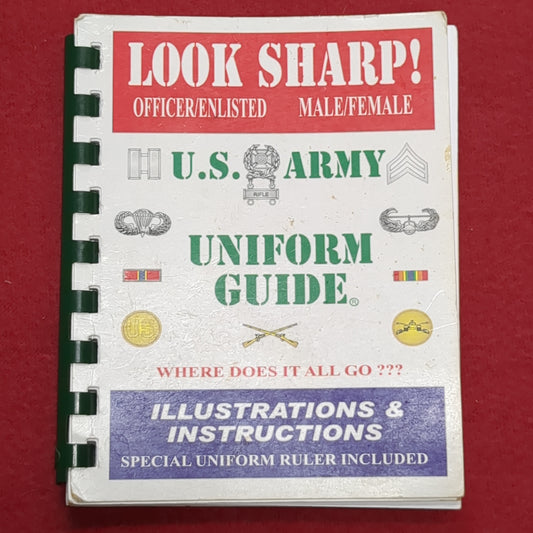 LOOK SHARP!
OFFICER/ENLISTED MALE/FEMALE
U.S. ARMY
RIFLE
UNIFORM
GUIDE®
U.S.
WHERE DOES IT ALL GO ???
ILLUSTRATIONS &
INSTRUCTIONS
SPECIAL UNIFORM RULER INCLUDED